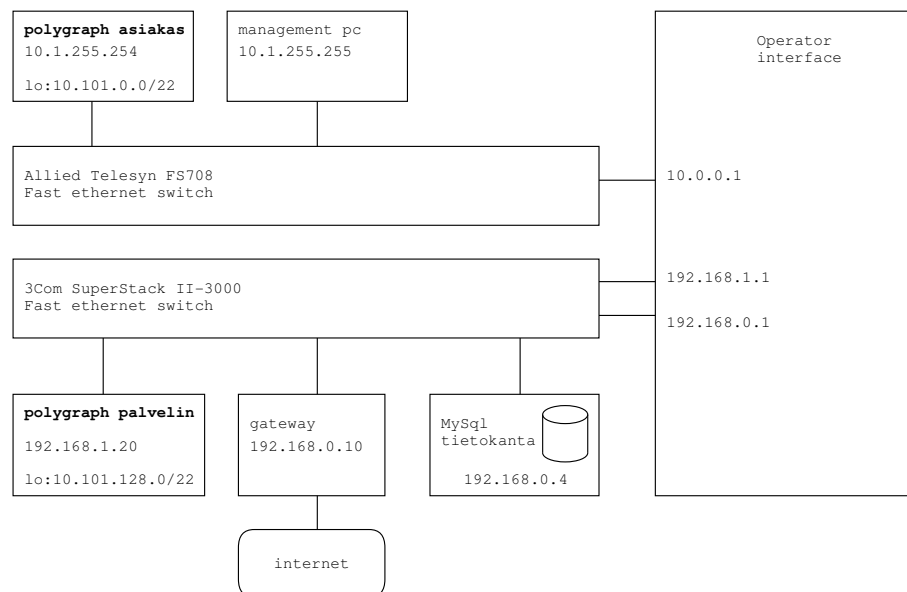 polygraph asiakas
10.1.255.254
lo:10.101.0.0/22
management pc
10.1.255.255
Operator
interface
Allied Telesyn FS708
Fast ethernet switch
10.0.0.1
3Com SuperStack II-3000
Fast ethernet switch
192.168.1.1
192.168.0.1
polygraph palvelin
192.168.1.20
lo:10.101.128.0/22
gateway
192.168.0.10
MySql
tietokanta
192.168.0.4
internet